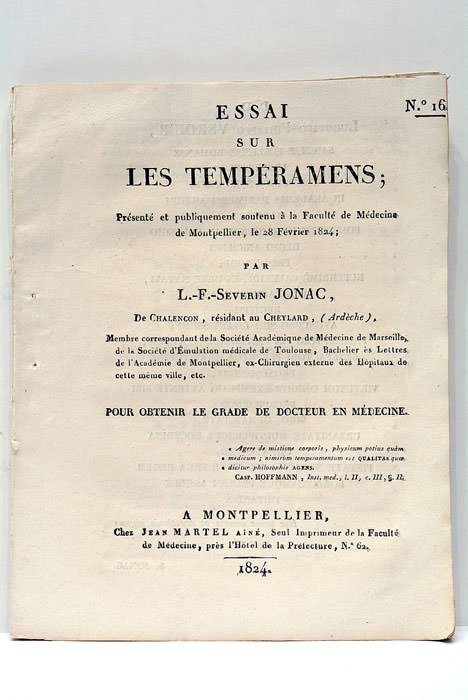 N.º 16
ESSAI
SUR
LES TEMPÉRAMENS;
Présenté et publiquement soutenu à la Faculté de Médecine
de Montpellier, le 28 Février 1824;
PAR
L.-F.-SEVERIN JONAC,
DE CHALENCON, résidant au CHEYLARD, (Ardèche),
Membre correspondant de la Société Académique de Médecine de Marseille,
de la Société d'Émulation médicale de Toulouse, Bachelier ès Lettres
de l'Académie de Montpellier, ex-Chirurgien externe des Hôpitaux de
cette même ville, etc.
POUR OBTENIR LE GRADE DE DOCTEUR EN MÉDECINE.
« Agere de mistione corporis, physicum potius quàm
« medicum; nimirùm temperamentum est QUALITAS quæ
« dicitur philosophis AGENS.
CASP. HOFFMANN, Inst. med., l. II, c. III, §. II.
A MONTPELLIER,
Chez JEAN MARTEL AÎNÉ, Seul Imprimeur de la Faculté
de Médecine, près l'Hôtel de la Préfecture, N.º 62.
1824.